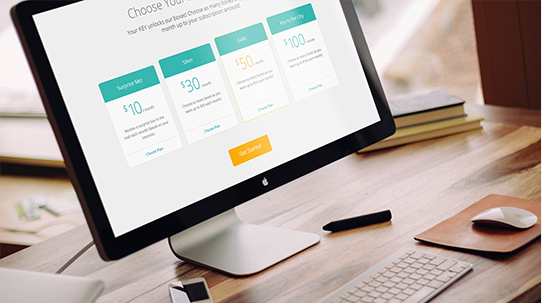 Choose You
Your KEY unlocks our boxes! Choose as many boxes
month up to your subscription amount!
Surprise Me!
$10 / month
Receive a surprise box in the
mail each month based on your
Choose Plan
Silver
$30 / month
Choose as many boxes as you
want up to $30 each month!
Choose Plan
Gold
$50 / month
Choose as many boxes as you
want up to $50 each month!
Choose Plan
Key to the City
$100 / month
Choose as many boxes as you
want up to $100 each month!
Choose Plan
Get Started